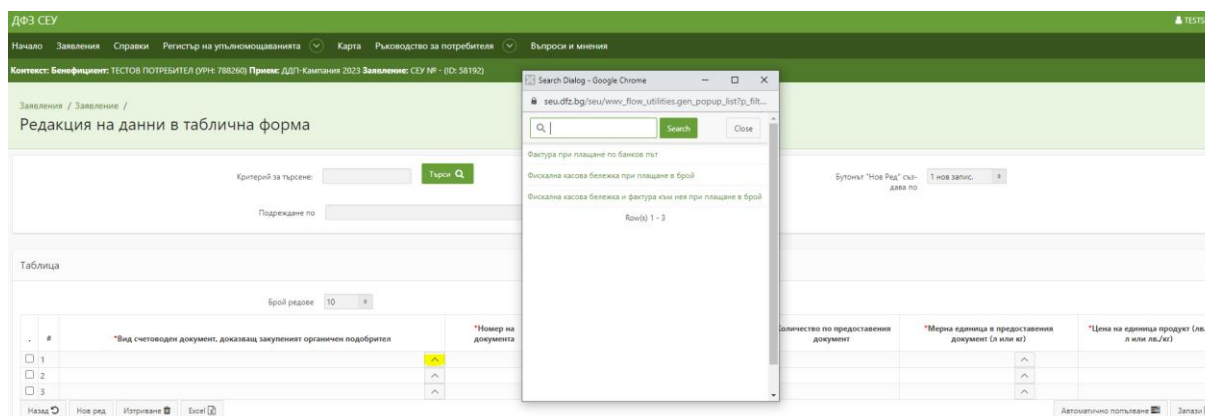 ДФЗ СЕУ
TESTS
Начало Заявления Справки Регистър на упълномощаванията Карта Ръководство за потребителя Въпроси и мнения
Контекст: Бенефициент: ТЕСТОВ ПОТРЕБИТЕЛ (УРН: 788260) Прием: ДДП-Кампания 2023 Заявление: СЕУ № - (ID: 58192)
Заявления / Заявление /
Редакция на данни в таблична форма
Критерий за търсене:
Търси
Подреждане по
Бутонът "Нов Ред" създава по
1 нов запис.
Search Dialog - Google Chrome
seu.dfz.bg/seu/wwv_flow_utilities.gen_popup_list?p_filt...
Search
Close
Фактура при плащане по банков път
Фискална касова бележка при плащане в брой
Фискална касова бележка и фактура към нея при плащане в брой
Row(s) 1 - 3
Таблица
Брой редове 10
. # *Вид счетоводен документ, доказващ закупеният органичен подобрител
*Номер на
документа
Количество по предоставения
документ
*Мерна единица в предоставения
документ (л или кг)
*Цена на единица продукт (лв.
л или лв./кг)
1
2
3
Назад Нов ред Изтриване Excel
Автоматично попълване Запази